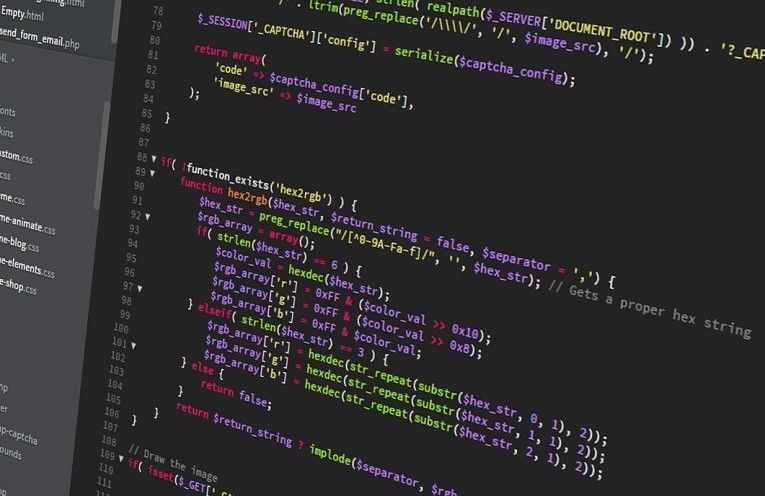 ing.html
Empty.html
send_form_email.php
ML
onts
kins
ustom.css
.css
me.css
me-animate.css
me-blog.css
me-elements.css
e-shop.css
mp
er
p-captcha
ounds
78
79 ltrim(preg_replace('/\\\\/', '/', $image_src), '/');
strlen( realpath($_SERVER['DOCUMENT_ROOT']) )) . '?_CAP
80 $_SESSION['_CAPTCHA']['config'] = serialize($captcha_config);
81
82 return array(
83 'code' => $captcha_config['code'],
84 'image_src' => $image_src
85 );
86 }
87
88 if( !function_exists('hex2rgb') ) {
89 function hex2rgb($hex_str, $return_string = false, $separator = ',') {
90 $hex_str = preg_replace("/[^0-9A-Fa-f]/", '', $hex_str); // Gets a proper hex string
91 $rgb_array = array();
92 if( strlen($hex_str) == 6 ) {
93 $color_val = hexdec($hex_str);
94 $rgb_array['r'] = 0xFF & ($color_val >> 0x10);
95 $rgb_array['g'] = 0xFF & ($color_val >> 0x8);
96 $rgb_array['b'] = 0xFF & $color_val;
97 } elseif( strlen($hex_str) == 3 ) {
98 $rgb_array['r'] = hexdec(str_repeat(substr($hex_str, 0, 1), 2));
99 $rgb_array['g'] = hexdec(str_repeat(substr($hex_str, 1, 1), 2));
100 $rgb_array['b'] = hexdec(str_repeat(substr($hex_str, 2, 1), 2));
101 } else {
102 return false;
103 }
104 return $return_string ? implode($separator, $rgb
105 }
106 }
107
108 // Draw the image
109 if( isset($_GET['
110
111